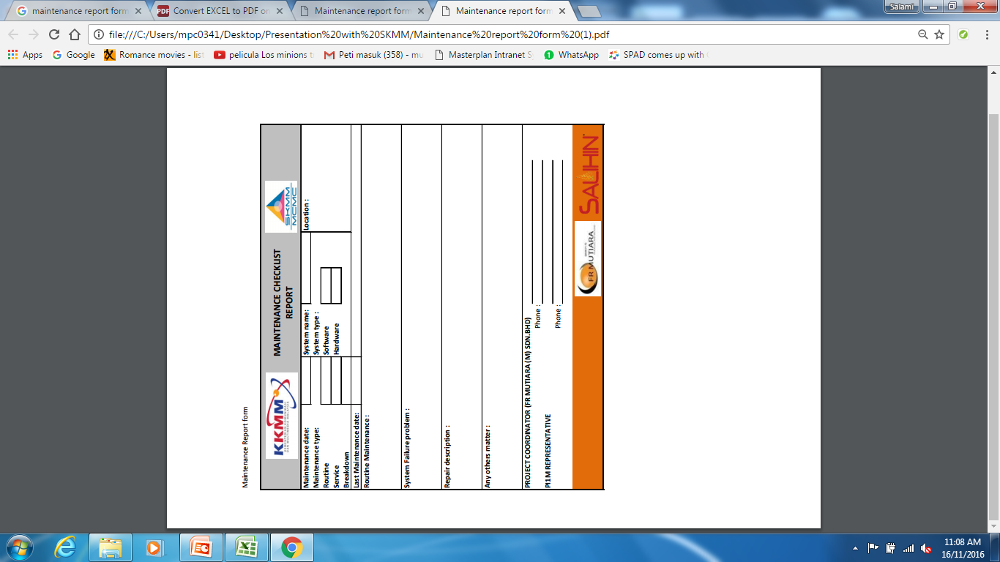 maintenance report form
Convert EXCEL to PDF on
Maintenance report form
Maintenance report form
Salami
file:///C:/Users/mpc0341/Desktop/Presentation%20with%20SKMM/Maintenance%20report%20form%20(1).pdf
Apps
Google
Romance movies - list
pelicula Los minions t
Peti masuk (358) - mu
Masterplan Intranet S
WhatsApp
SPAD comes up with
Maintenance Report form
KKMM
MAINTENANCE CHECKLIST
REPORT
SKMM
MCMC
Maintenance date:
System name:
Location :
Maintenance type:
System type :
Routine
Software
Service
Hardware
Breakdown
Last Maintenance date:
Routine Maintenance :
System Failure problem :
Repair description :
Any others matter :
PROJECT COORDINATOR (FR MUTIARA (M) SDN.BHD)
Phone :
PI1M REPRESENTATIVE
Phone :
FR MUTIARA
SALIHIN
11:08 AM
16/11/2016